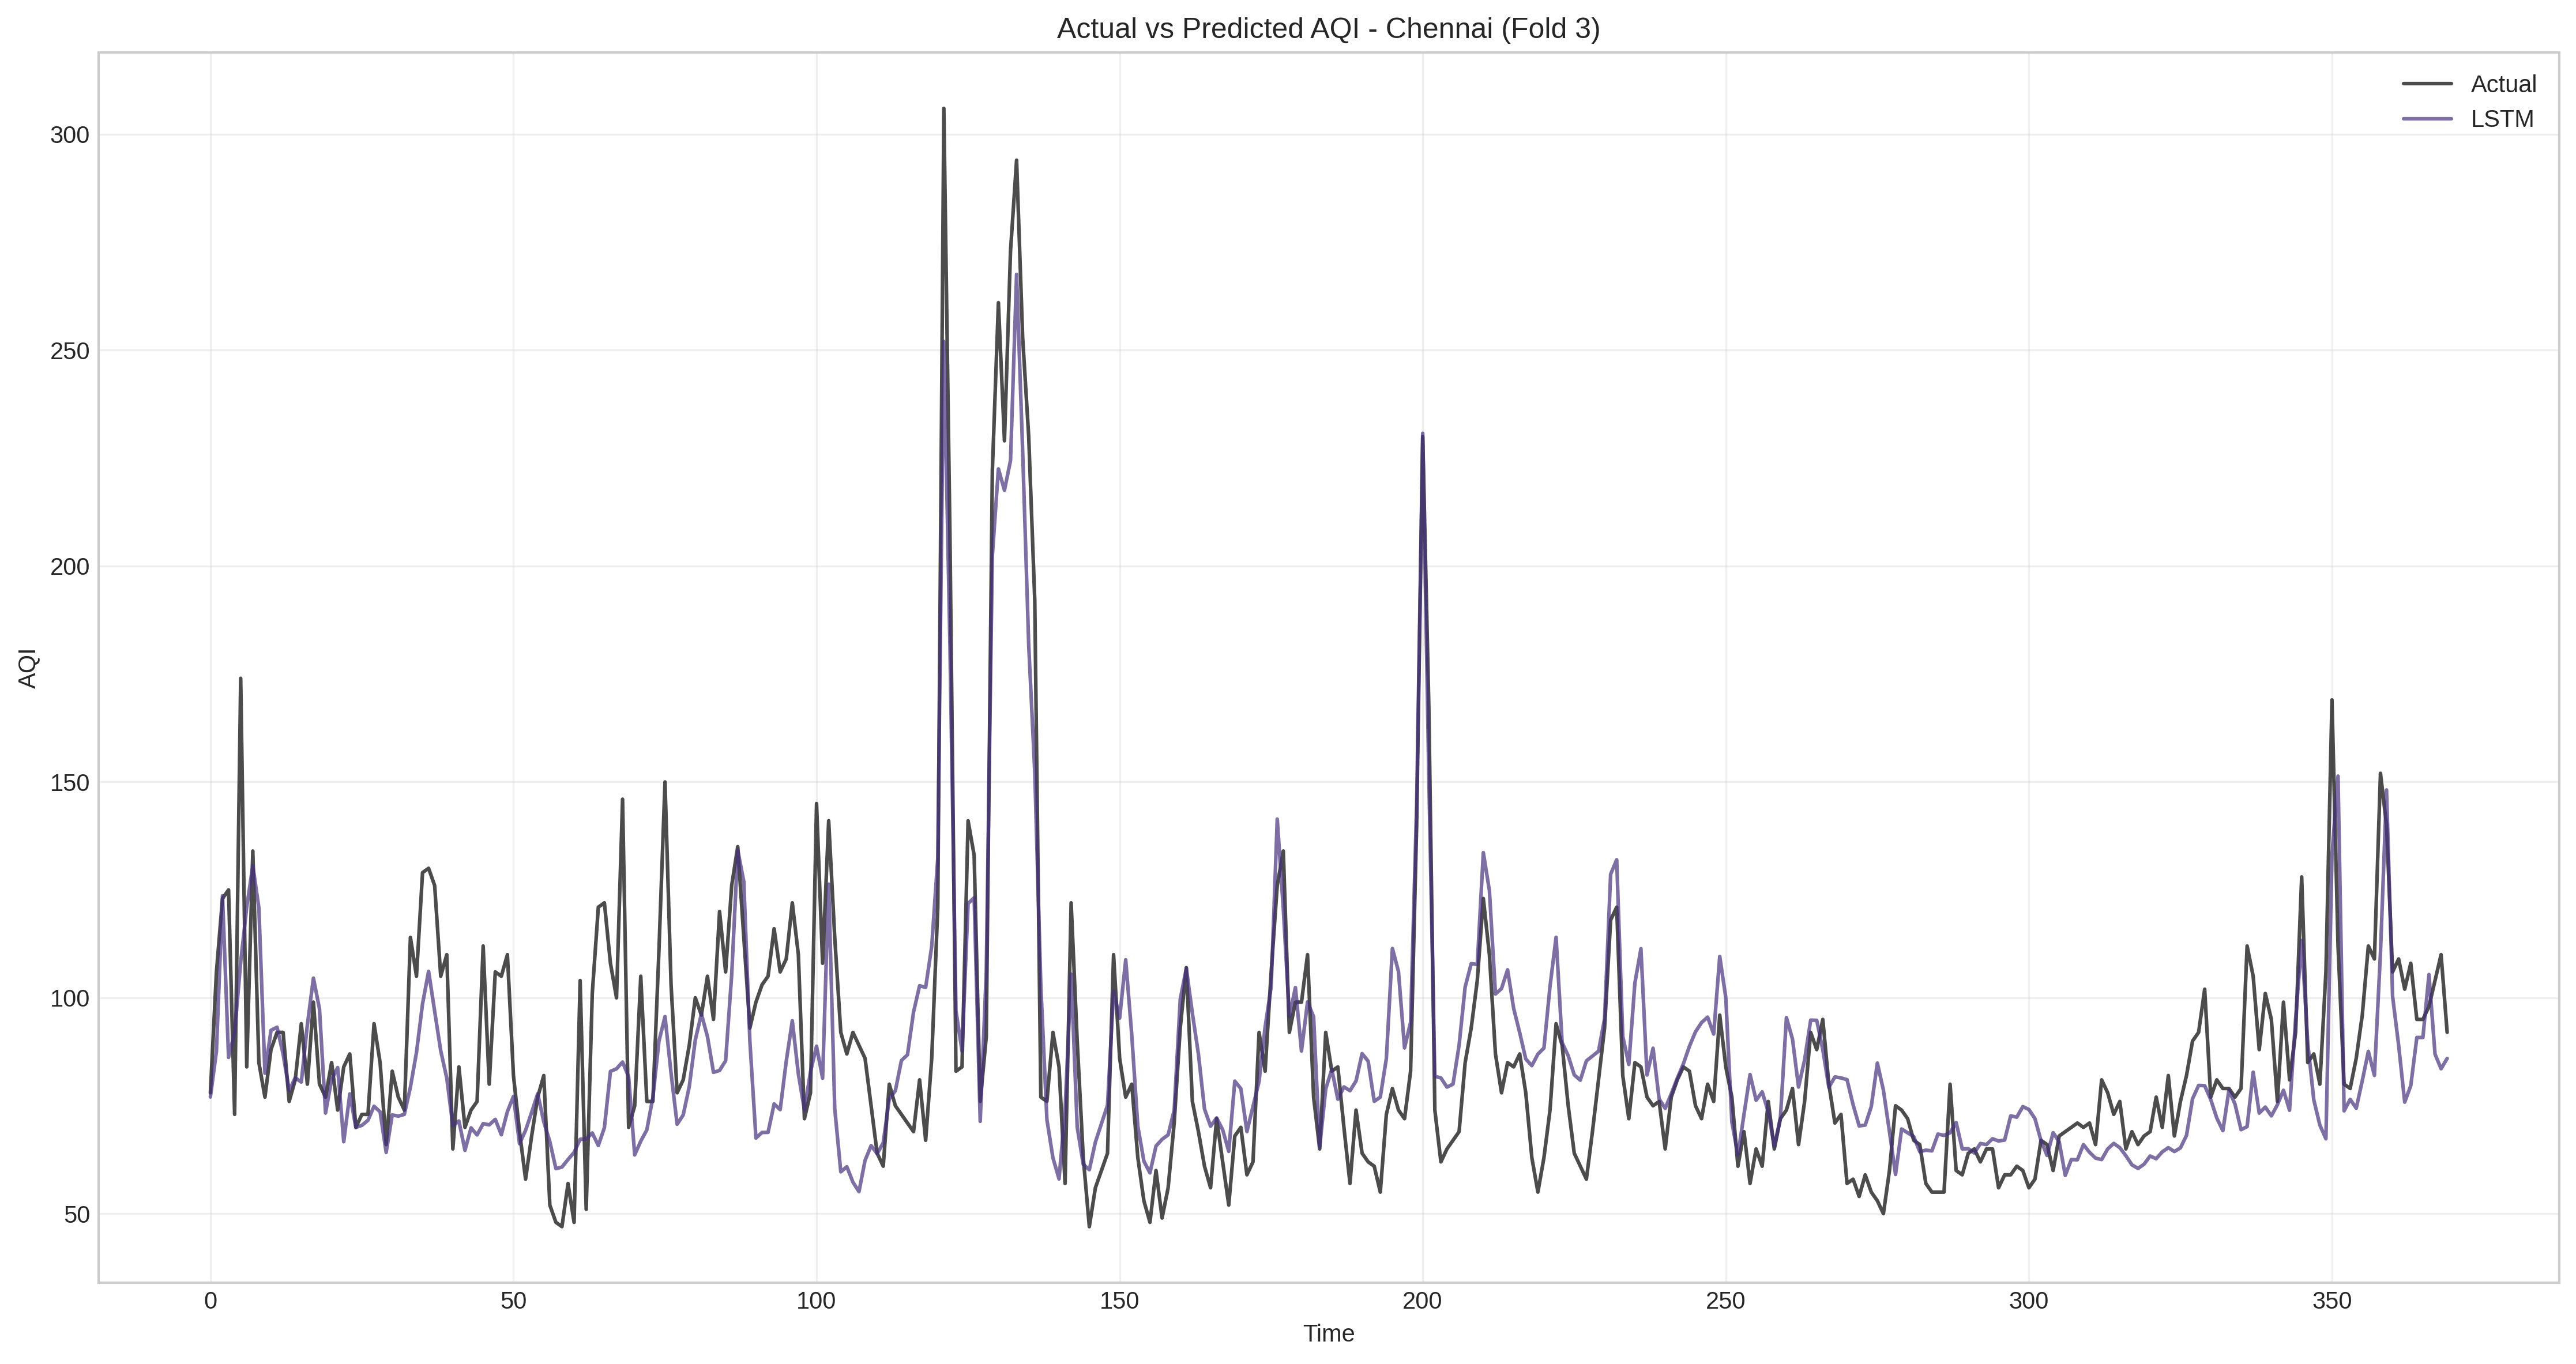 Actual vs Predicted AQI - Chennai (Fold 3)
Actual
LSTM
300
250
200
150
100
50
AQI
0 50 100 150 200 250 300 350
Time